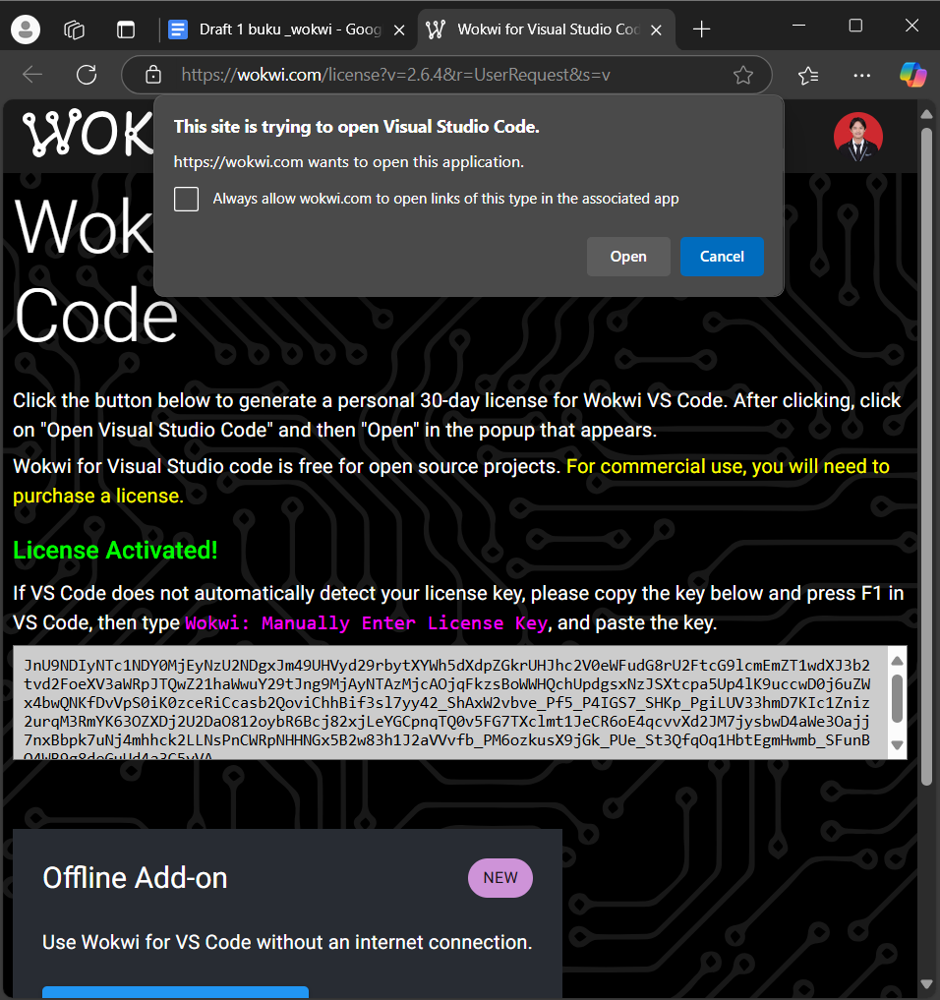 Draft 1 buku _wokwi - Goog
Wokwi for Visual Studio Cod
https://wokwi.com/license?v=2.6.4&r=UserRequest&s=v
This site is trying to open Visual Studio Code.
https://wokwi.com wants to open this application.
Always allow wokwi.com to open links of this type in the associated app
Open
Cancel
WOK
Wok
Code
Click the button below to generate a personal 30-day license for Wokwi VS Code. After clicking, click
on "Open Visual Studio Code" and then "Open" in the popup that appears.
Wokwi for Visual Studio code is free for open source projects. For commercial use, you will need to
purchase a license.
License Activated!
If VS Code does not automatically detect your license key, please copy the key below and press F1 in
VS Code, then type Wokwi: Manually Enter License Key, and paste the key.
JnU9NDIyNTc1NDY0MjEyNzU2NDgxJm49UHVyd29rbytXYWh5dXdpZGkrUHJhc2V0eWFudG8rU2FtcG9lcmEmZT1wdXJ3b2
tvd2FoeXV3aWRpJTQwZ21haWwuY29tJng9MjAyNTAzMjcAOjqFkzsBoWWHQchUpdgsxNzJSXtcpa5Up4lK9uccwD0j6uZW
x4bwQNKfDvVpS0iK0zceRiCcasb2QoviChhBif3sl7yy42_ShAxW2vbve_Pf5_P4IGS7_SHKp_PgiLUV33hmD7KIc1Zniz
2urqM3RmYK63OZXDj2U2DaO812oybR6Bcj82xjLeYGCpnqTQ0v5FG7TXclmt1JeCR6oE4qcvvXd2JM7jysbwD4aWe3Oajj
7nxBbpk7uNj4mhhck2LLNsPnCWRpNHHNGx5B2w83h1J2aVVvfb_PM6ozkusX9jGk_PUe_St3QfqOq1HbtEgmHwmb_SFunB
Offline Add-on
NEW
Use Wokwi for VS Code without an internet connection.